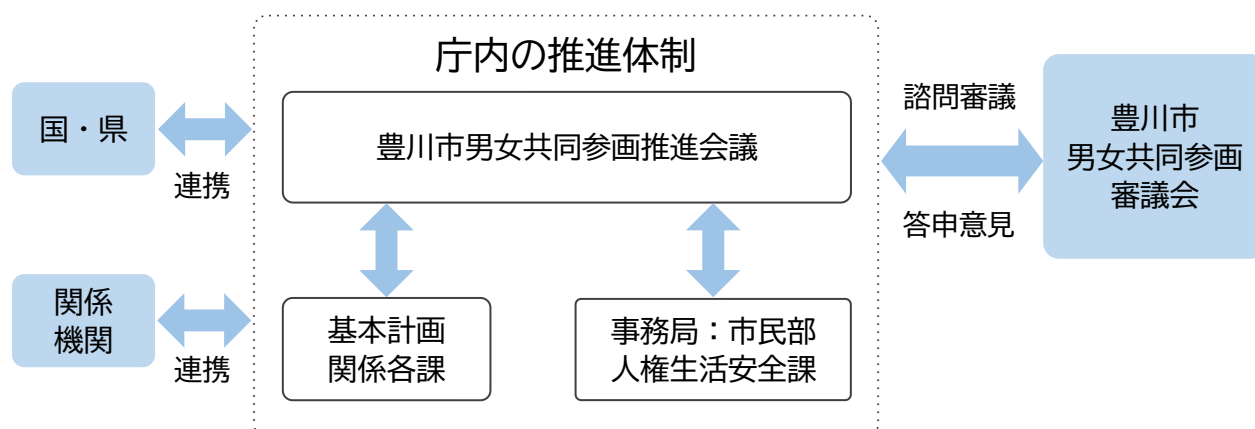 庁内の推進体制
国・県
連携
豊川市男女共同参画推進会議
諮問審議
答申意見
豊川市
男女共同参画
審議会
関係
機関
連携
基本計画
関係各課
事務局：市民部
人権生活安全課